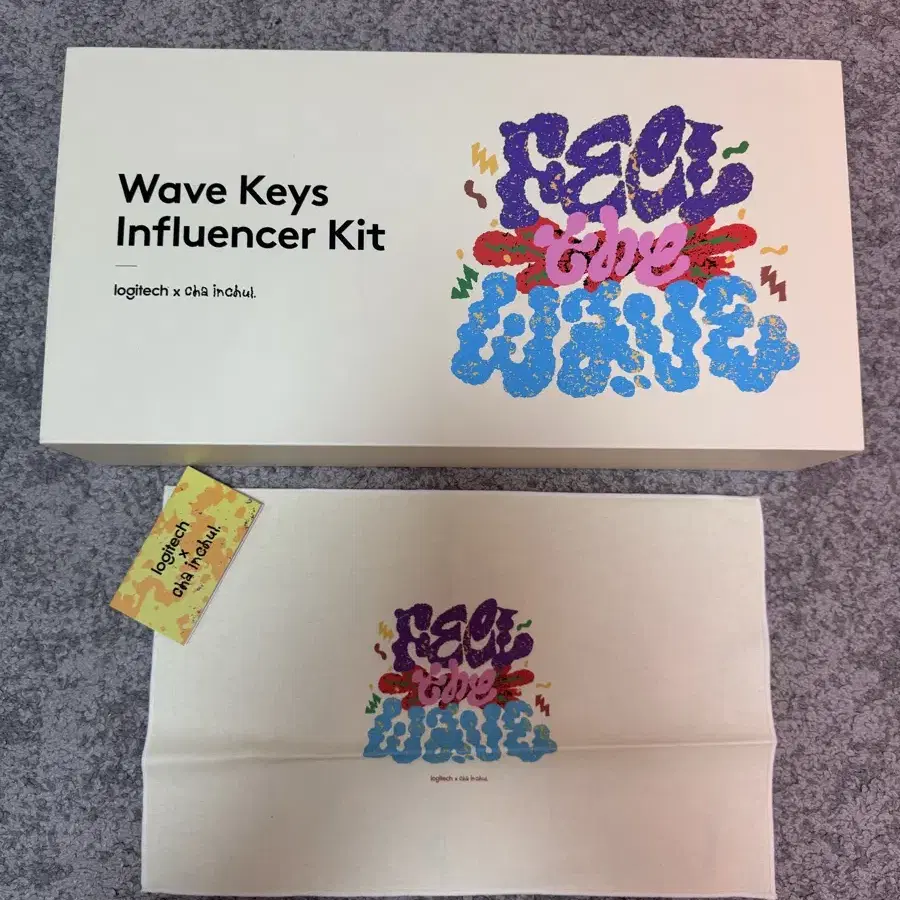 Wave Keys
Influencer Kit
logitech x cha inchul.
FEEL
the
WAVE
logitech
x
cha inchul.
FEEL
the
WAVE
logitech x cha inchul.